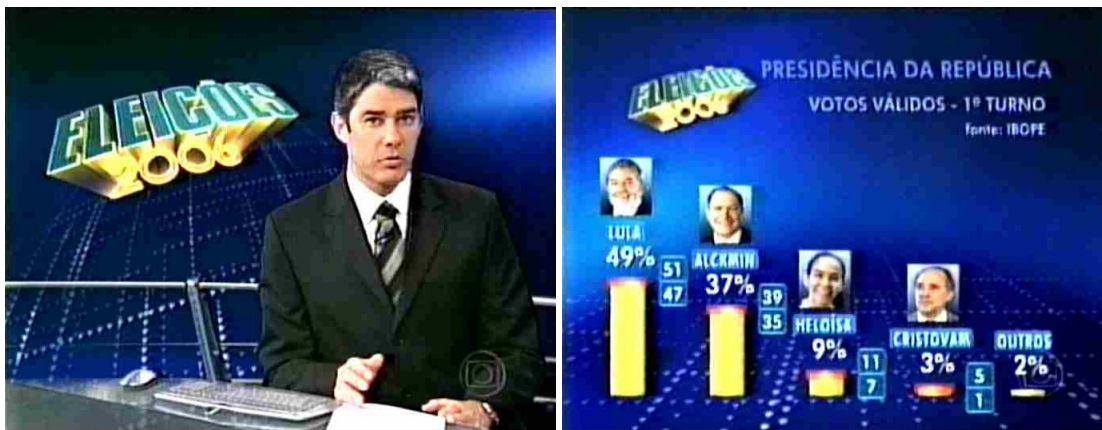 ELEIÇÕES
2006
ELEIÇÕES
2006
PRESIDÊNCIA DA REPÚBLICA
VOTOS VÁLIDOS - 1º TURNO
fonte: IBOPE
LULA
49%
51
47
ALCKMIN
37%
39
35
HELOÍSA
9%
11
7
CRISTOVAM
3%
5
1
OUTROS
2%